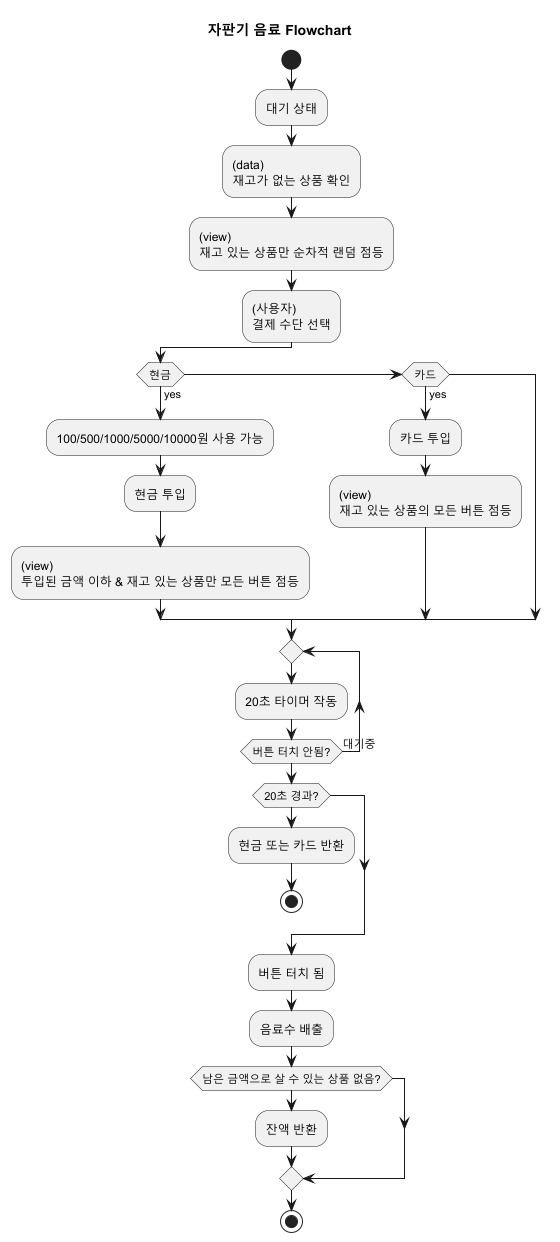 자판기 음료 Flowchart
대기 상태
(data)
재고가 없는 상품 확인
(view)
재고 있는 상품만 순차적 랜덤 점등
(사용자)
결제 수단 선택
현금
yes
카드
yes
100/500/1000/5000/10000원 사용 가능
카드 투입
현금 투입
(view)
재고 있는 상품의 모든 버튼 점등
(view)
투입된 금액 이하 & 재고 있는 상품만 모든 버튼 점등
20초 타이머 작동
버튼 터치 안됨?
대기중
20초 경과?
현금 또는 카드 반환
버튼 터치 됨
음료수 배출
남은 금액으로 살 수 있는 상품 없음?
잔액 반환